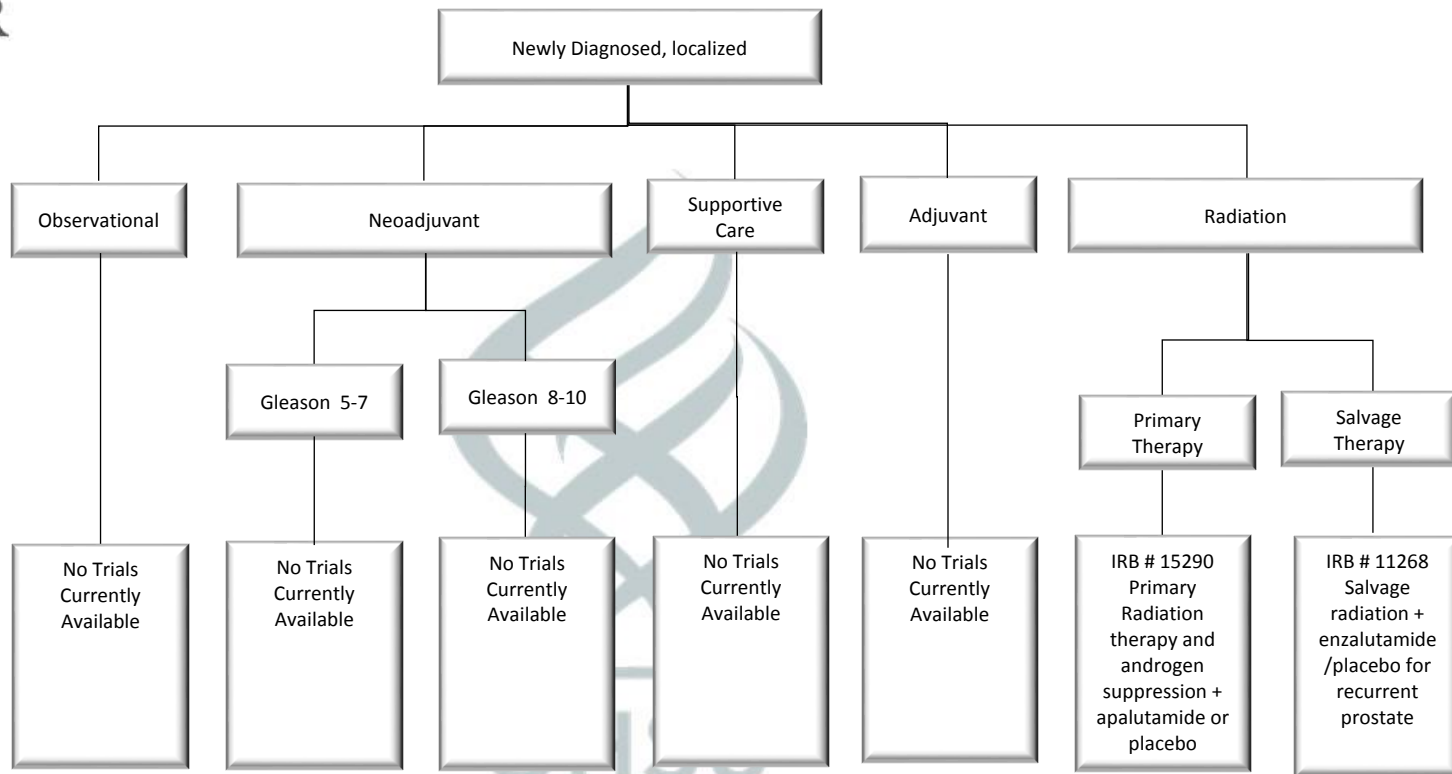 Newly Diagnosed, localized
Observational
Neoadjuvant
Supportive
Care
Adjuvant
Radiation
Gleason 5-7
Gleason 8-10
Primary
Therapy
Salvage
Therapy
No Trials
Currently
Available
No Trials
Currently
Available
No Trials
Currently
Available
No Trials
Currently
Available
No Trials
Currently
Available
IRB # 15290
Primary
Radiation
therapy and
androgen
suppression +
apalutamide or
placebo
IRB # 11268
Salvage
radiation +
enzalutamide
/placebo for
recurrent
prostate